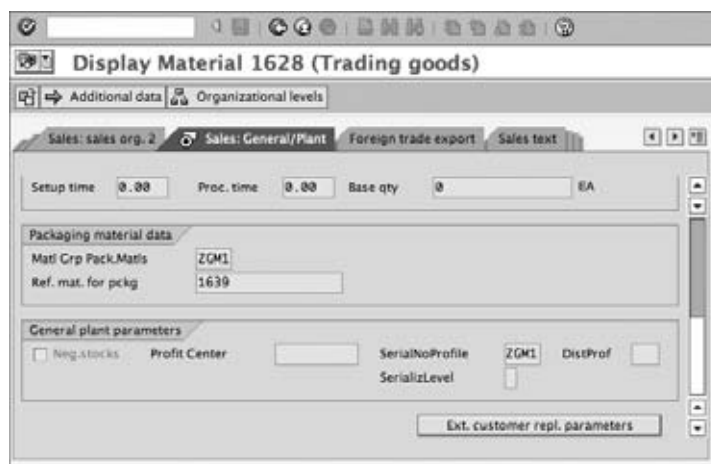 Display Material 1628 (Trading goods)
Additional data Organizational levels
Sales: sales org. 2 Sales: General/Plant Foreign trade export Sales text
Setup time 0.00 Proc. time 0.00 Base qty 0 EA
Packaging material data
Matl Grp Pack.Matls ZGM1
Ref. mat. for pckg 1639
General plant parameters
Neg.stocks Profit Center SerialNoProfile ZGM1 DistProf
SerializLevel
Ext. customer repl. parameters